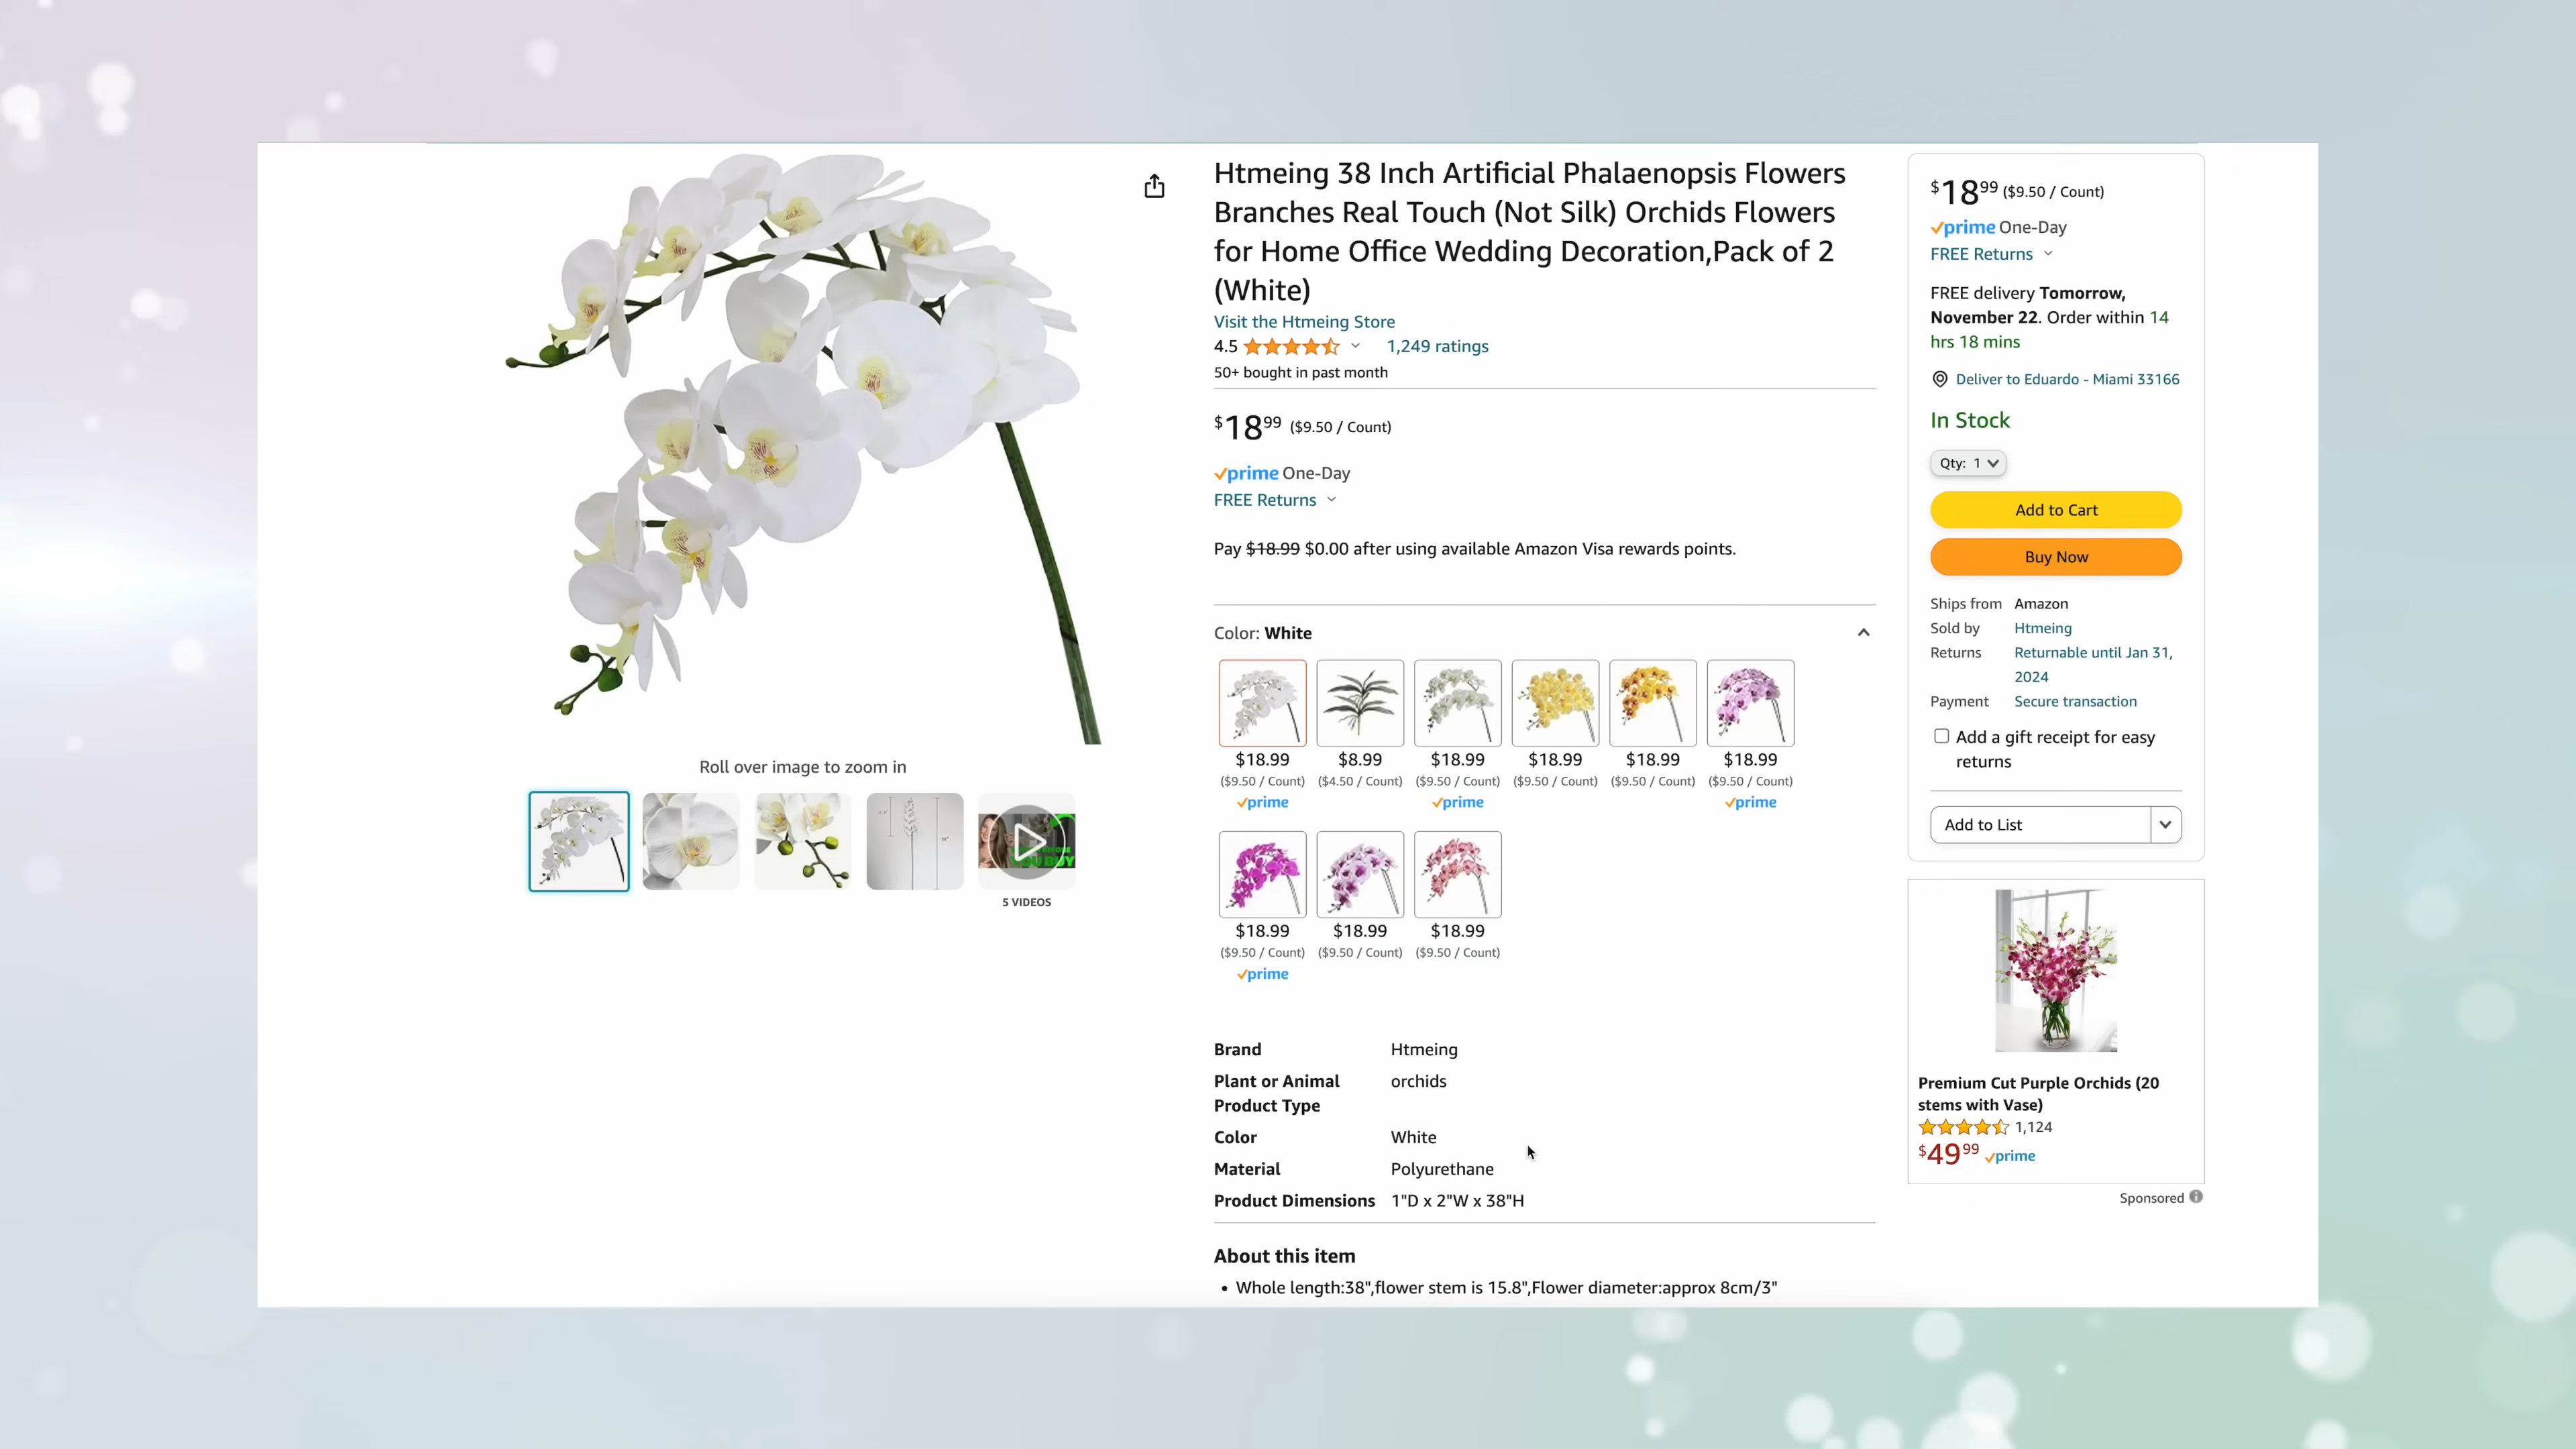 Htmeing 38 Inch Artificial Phalaenopsis Flowers
Branches Real Touch (Not Silk) Orchids Flowers
for Home Office Wedding Decoration,Pack of 2
(White)
Visit the Htmeing Store
4.5 1,249 ratings
50+ bought in past month
$18.99 ($9.50 / Count)
prime One-Day
FREE Returns
Pay $18.99 $0.00 after using available Amazon Visa rewards points.
Color: White
$18.99 $8.99 $18.99 $18.99 $18.99 $18.99
($9.50 / Count) ($4.50 / Count) ($9.50 / Count) ($9.50 / Count) ($9.50 / Count) ($9.50 / Count)
prime prime prime
$18.99 $18.99 $18.99
($9.50 / Count) ($9.50 / Count) ($9.50 / Count)
prime
Brand Htmeing
Plant or Animal orchids
Product Type
Color White
Material Polyurethane
Product Dimensions 1"D x 2"W x 38"H
About this item
• Whole length:38",flower stem is 15.8",Flower diameter:approx 8cm/3"
Roll over image to zoom in
5 VIDEOS
$18.99 ($9.50 / Count)
prime One-Day
FREE Returns
FREE delivery Tomorrow,
November 22. Order within 14
hrs 18 mins
Deliver to Eduardo - Miami 33166
In Stock
Qty: 1
Add to Cart
Buy Now
Ships from Amazon
Sold by Htmeing
Returns Returnable until Jan 31,
2024
Payment Secure transaction
Add a gift receipt for easy
returns
Add to List
Premium Cut Purple Orchids (20
stems with Vase)
1,124
$49.99 prime
Sponsored